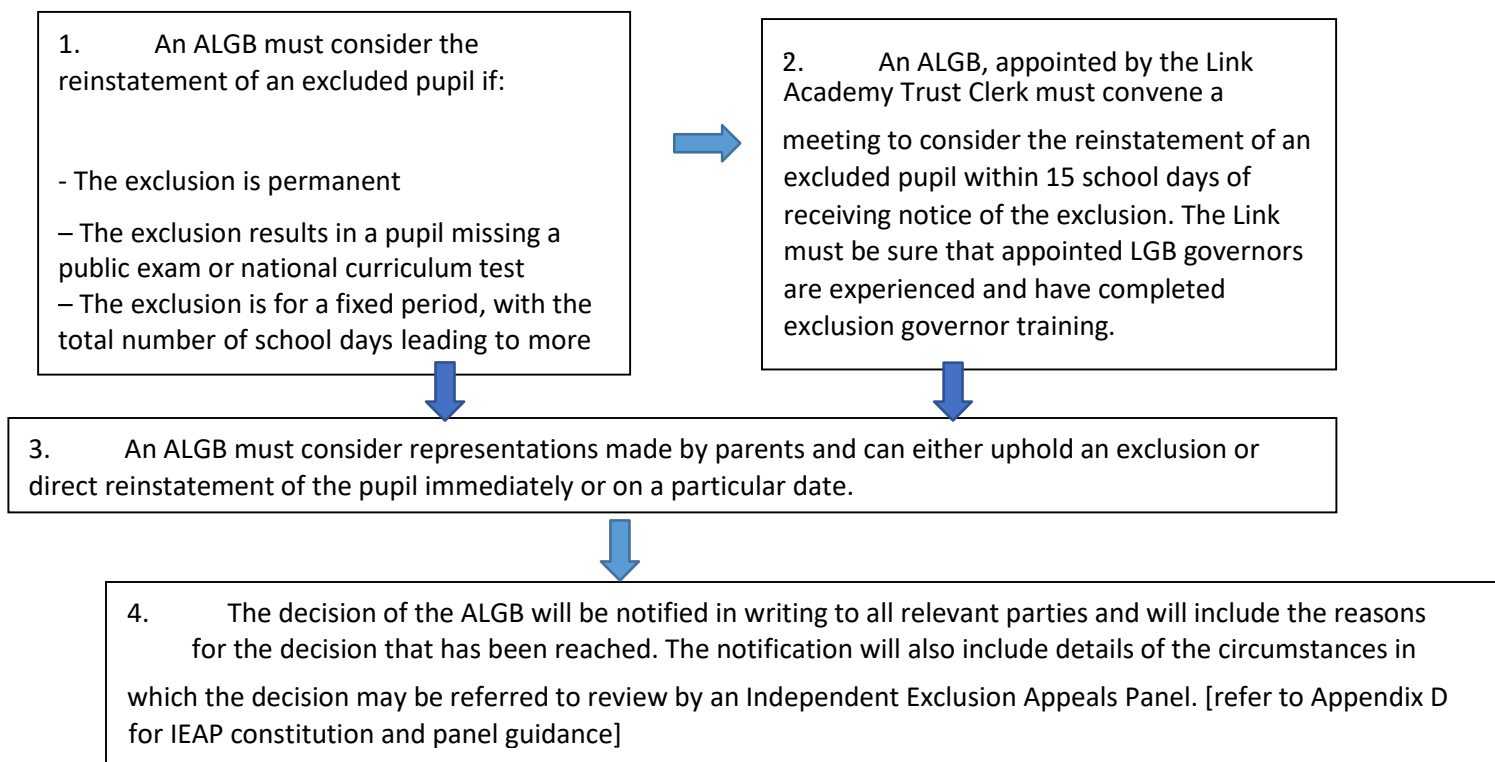 1. An ALGB must consider the
reinstatement of an excluded pupil if:
- The exclusion is permanent
– The exclusion results in a pupil missing a
public exam or national curriculum test
– The exclusion is for a fixed period, with the
total number of school days leading to more
2. An ALGB, appointed by the Link
Academy Trust Clerk must convene a
meeting to consider the reinstatement of an
excluded pupil within 15 school days of
receiving notice of the exclusion. The Link
must be sure that appointed LGB governors
are experienced and have completed
exclusion governor training.
3. An ALGB must consider representations made by parents and can either uphold an exclusion or
direct reinstatement of the pupil immediately or on a particular date.
4. The decision of the ALGB will be notified in writing to all relevant parties and will include the reasons
for the decision that has been reached. The notification will also include details of the circumstances in
which the decision may be referred to review by an Independent Exclusion Appeals Panel. [refer to Appendix D
for IEAP constitution and panel guidance]